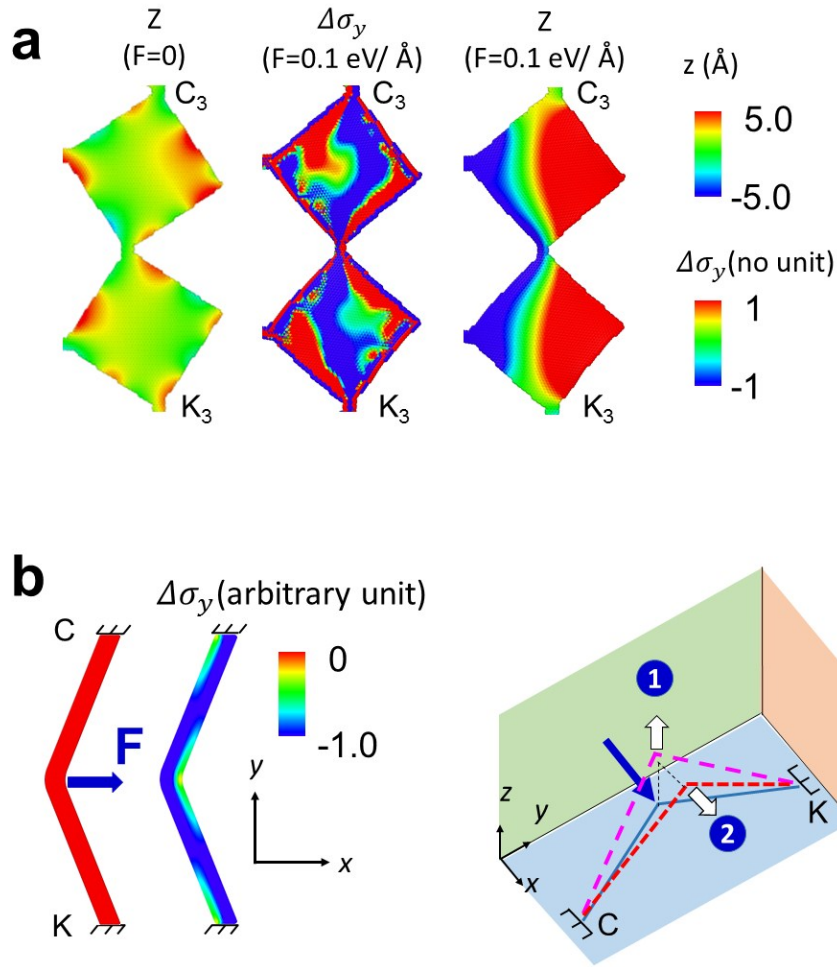 a
Z
(F=0)
Δσy
(F=0.1 eV/ Å)
Z
(F=0.1 eV/ Å)
z (Å)
C3
C3
C3
5.0
-5.0
Δσy(no unit)
1
-1
K3
K3
K3
b
Δσy(arbitrary unit)
C
0
-1.0
F
y
x
K
1
2
z
y
x
K
C